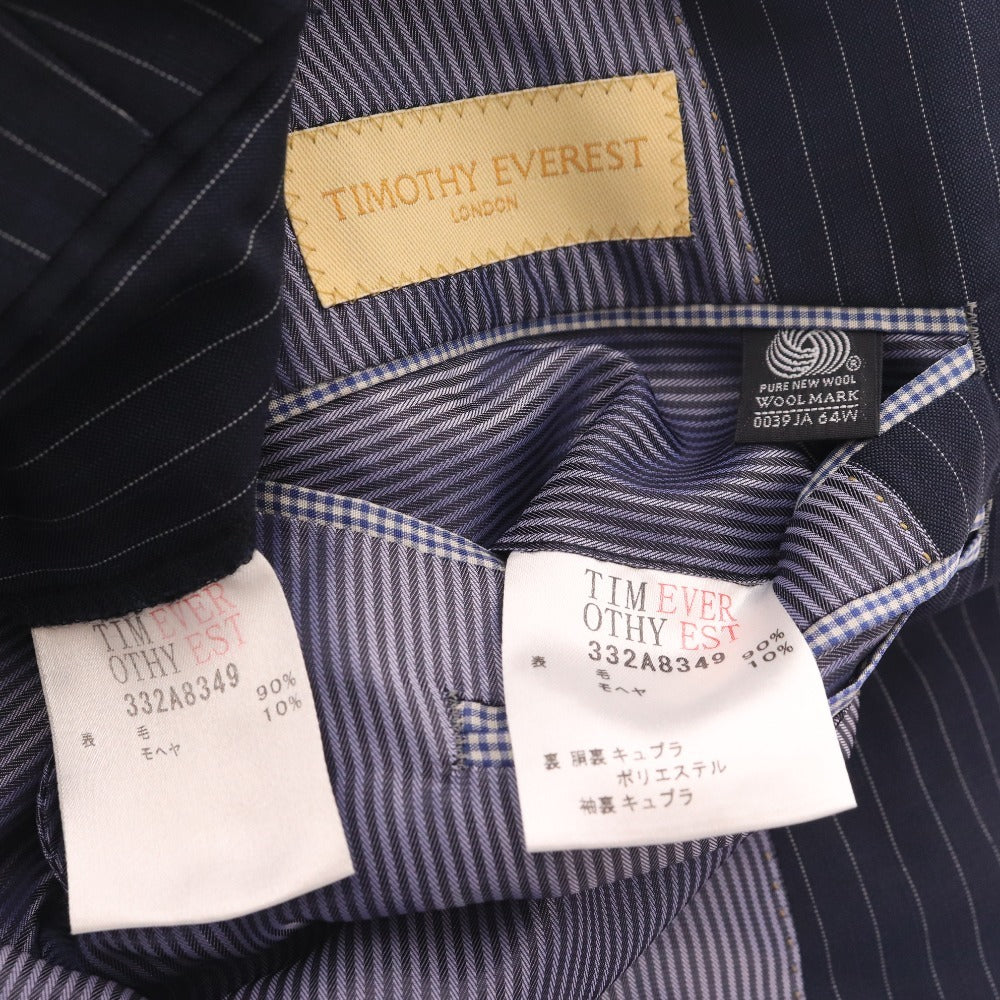 TIMOTHY EVEREST
LONDON
®
PURE NEW WOOL
WOOLMARK
0039JA 64W
TIM EVER
OTHY EST
332A8349
表 毛 90%
モヘヤ 10%
TIM EVER
OTHY EST
332A8349
表 毛 90%
モヘヤ 10%
裏 胴裏 キュプラ
ポリエステル
袖裏 キュプラ